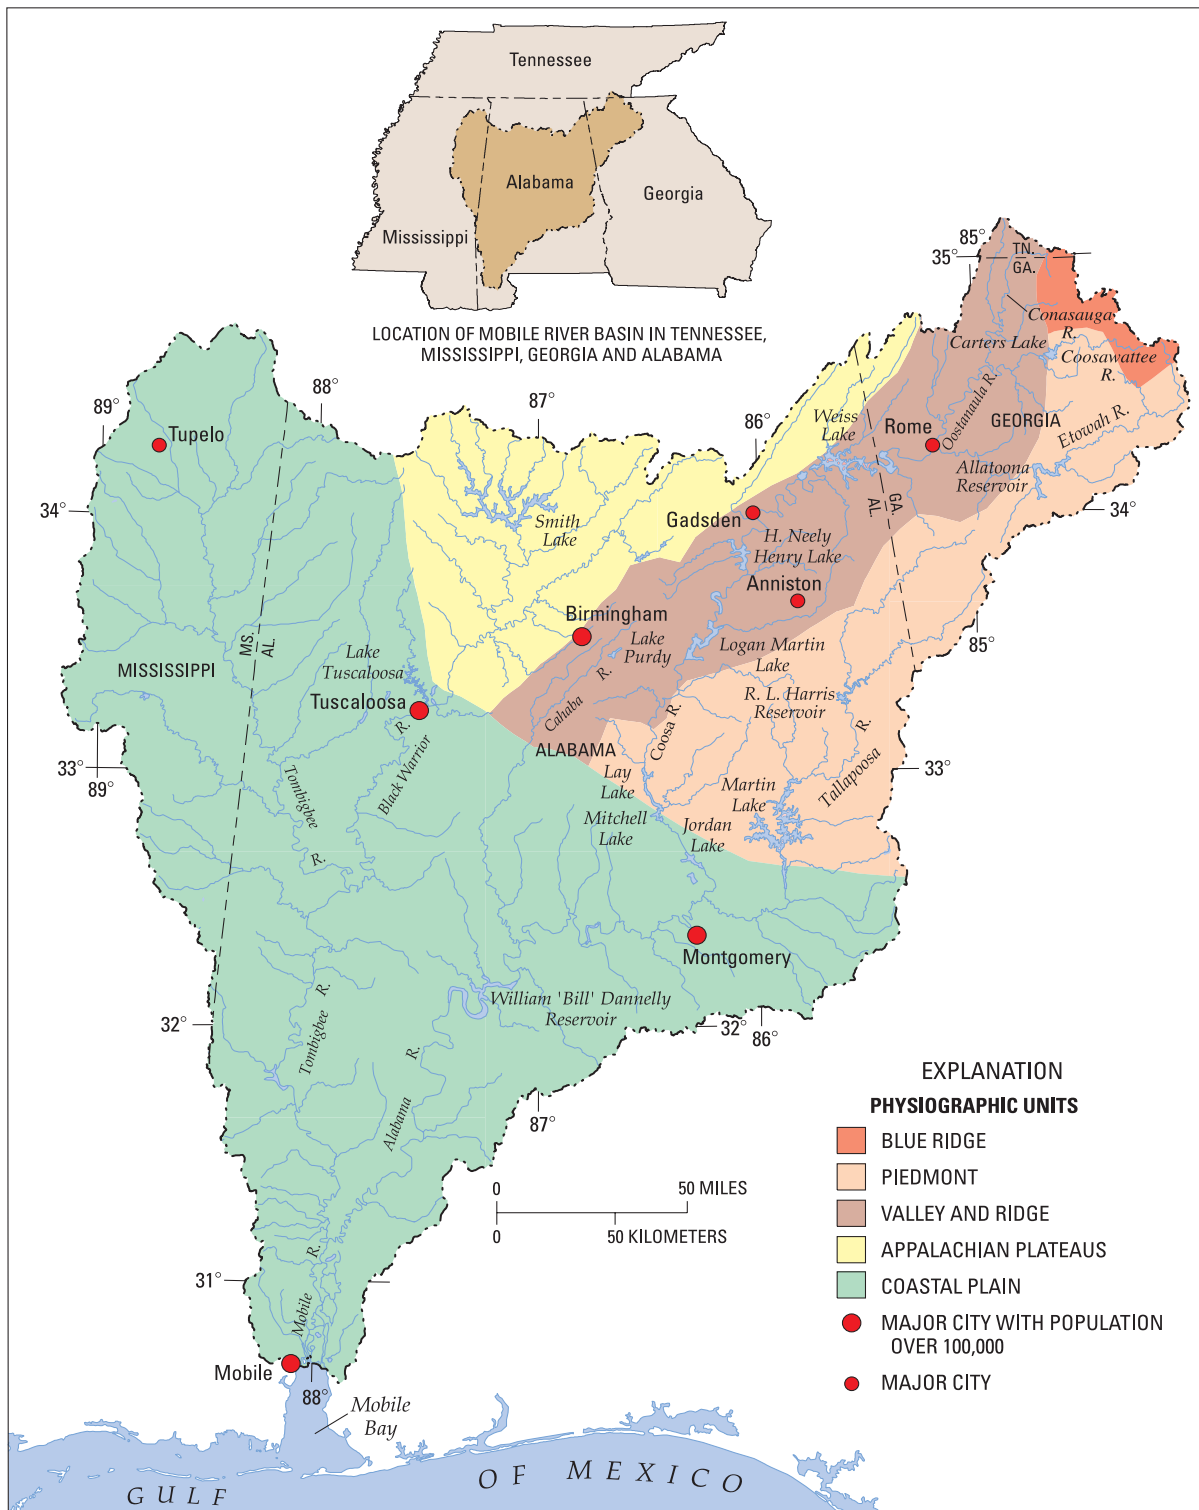 Tennessee
Alabama
Georgia
Mississippi
LOCATION OF MOBILE RIVER BASIN IN TENNESSEE,
MISSISSIPPI, GEORGIA AND ALABAMA
85°
35°
TN.
GA.
Conasauga
R.
Carters Lake
Coosawattee
R.
88°
89°
87°
86°
Tupelo
Weiss
Lake
Rome
Oostanaula R.
GEORGIA
Etowah R.
Allatoona
Reservoir
34°
Smith
Lake
Gadsden
GA.
AL.
34°
H. Neely
Henry Lake
Anniston
Birmingham
Lake
Purdy
MS.
AL.
Lake
Tuscaloosa
MISSISSIPPI
Logan Martin
Lake
85°
R. L. Harris
Reservoir
Tuscaloosa
Cahaba R.
Coosa R.
ALABAMA
33°
89°
Black Warrior R.
Tombigbee R.
Lay
Lake
Martin
Lake
Tallapoosa R.
33°
Mitchell
Lake
Jordan
Lake
Montgomery
William 'Bill' Dannelly
Reservoir
32°
Tombigbee R.
32°
86°
Alabama R.
87°
EXPLANATION
PHYSIOGRAPHIC UNITS
BLUE RIDGE
PIEDMONT
VALLEY AND RIDGE
APPALACHIAN PLATEAUS
COASTAL PLAIN
MAJOR CITY WITH POPULATION
OVER 100,000
MAJOR CITY
0 50 MILES
0 50 KILOMETERS
31°
Mobile R.
Mobile
88°
Mobile
Bay
GULF OF MEXICO